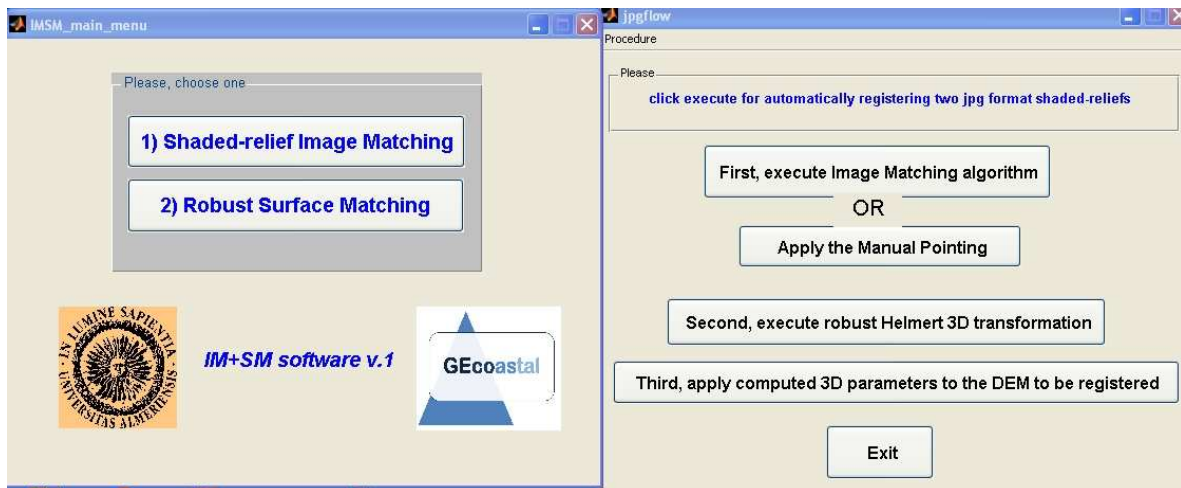 IMSM_main_menu
Please, choose one
1) Shaded-relief Image Matching
2) Robust Surface Matching
IN LUMINE SAPIENTIA
UNIVERSITAS ALMERIENSIS
IM+SM software v.1
GEcoastal
jpgflow
Procedure
Please
click execute for automatically registering two jpg format shaded-reliefs
First, execute Image Matching algorithm
OR
Apply the Manual Pointing
Second, execute robust Helmert 3D transformation
Third, apply computed 3D parameters to the DEM to be registered
Exit